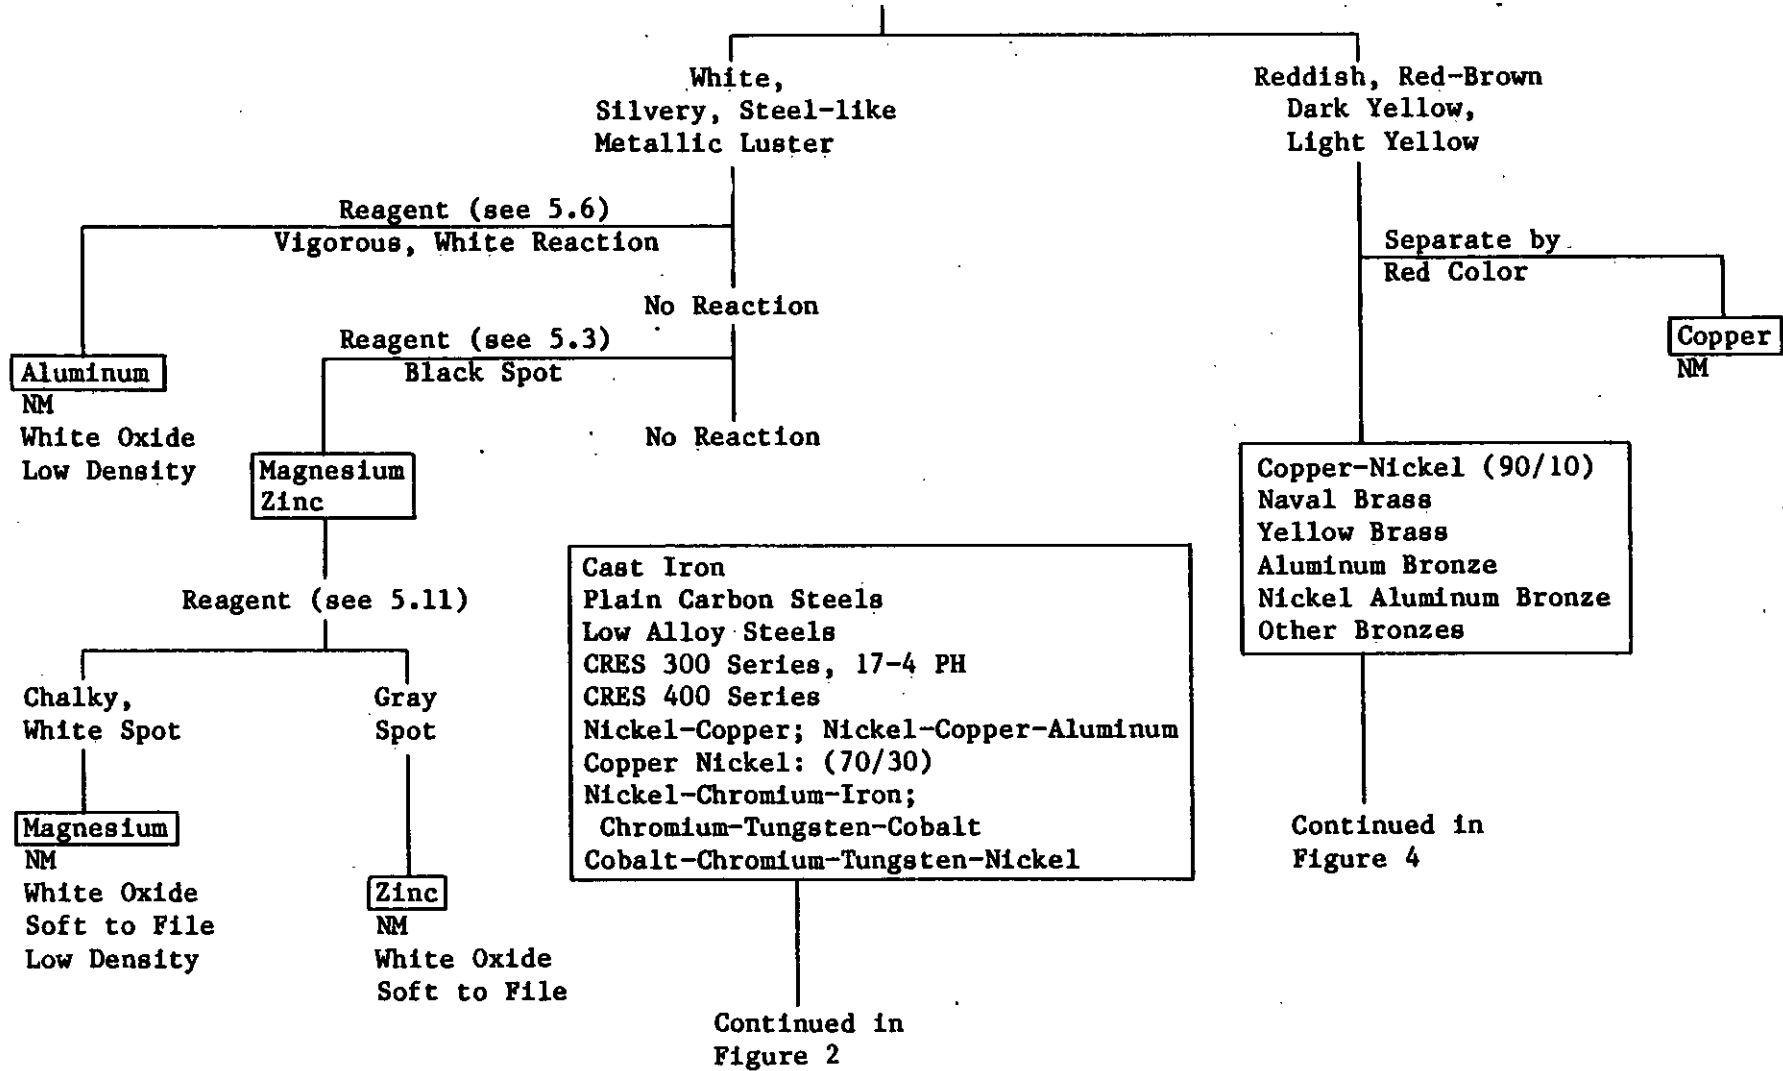 White,
Silvery, Steel-like
Metallic Luster
Reddish, Red-Brown
Dark Yellow,
Light Yellow
Reagent (see 5.6)
Vigorous, White Reaction
Separate by
Red Color
No Reaction
Copper
NM
Reagent (see 5.3)
Black Spot
Aluminum
NM
White Oxide
Low Density
No Reaction
Magnesium
Zinc
Copper-Nickel (90/10)
Naval Brass
Yellow Brass
Aluminum Bronze
Nickel Aluminum Bronze
Other Bronzes
Reagent (see 5.11)
Cast Iron
Plain Carbon Steels
Low Alloy Steels
CRES 300 Series, 17-4 PH
CRES 400 Series
Nickel-Copper; Nickel-Copper-Aluminum
Copper Nickel: (70/30)
Nickel-Chromium-Iron;
Chromium-Tungsten-Cobalt
Cobalt-Chromium-Tungsten-Nickel
Chalky,
White Spot
Gray
Spot
Magnesium
NM
White Oxide
Soft to File
Low Density
Zinc
NM
White Oxide
Soft to File
Continued in
Figure 4
Continued in
Figure 2